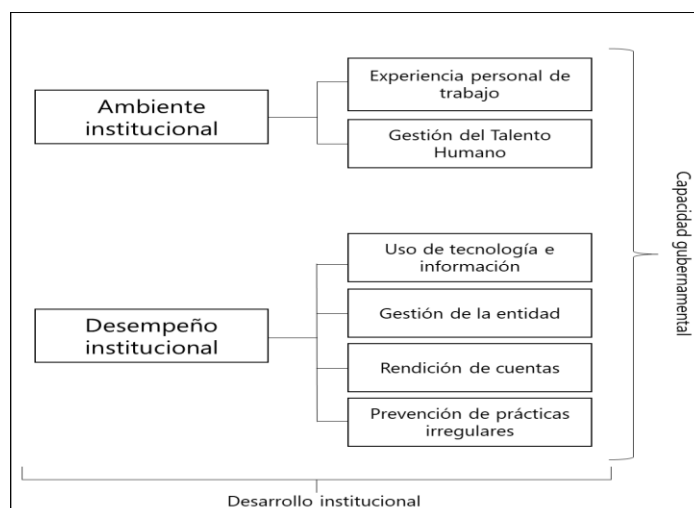 Ambiente
institucional
Experiencia personal de
trabajo
Gestión del Talento
Humano
Desempeño
institucional
Uso de tecnología e
información
Gestión de la entidad
Rendición de cuentas
Prevención de prácticas
irregulares
Capacidad gubernamental
Desarrollo institucional